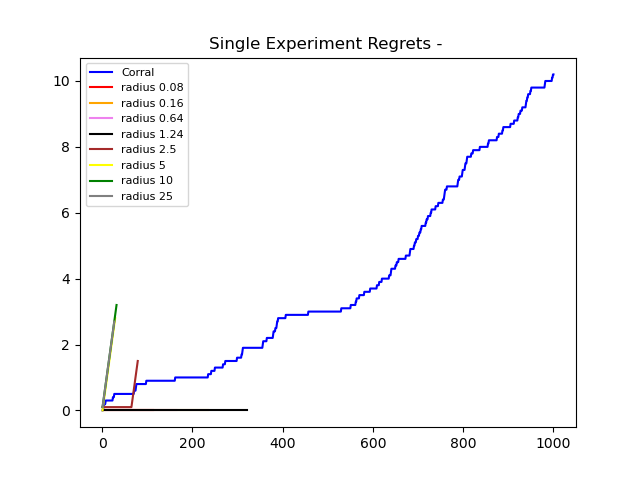 Single Experiment Regrets -
Corral
radius 0.08
radius 0.16
radius 0.64
radius 1.24
radius 2.5
radius 5
radius 10
radius 25
10
8
6
4
2
0
0 200 400 600 800 1000